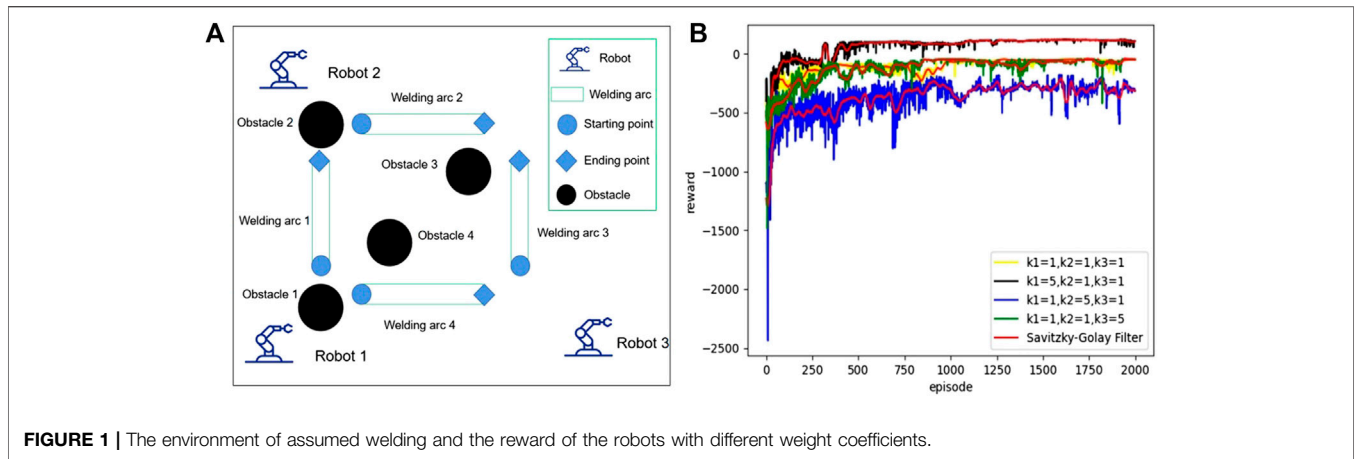 A
Robot 2
Welding arc 2
Obstacle 2
Obstacle 3
Welding arc 1
Obstacle 4
Welding arc 3
Obstacle 1
Welding arc 4
Robot 1
Robot 3
Robot
Welding arc
Starting point
Ending point
Obstacle
B
0
−500
−1000
−1500
−2000
−2500
reward
0 250 500 750 1000 1250 1500 1750 2000
episode
k1=1,k2=1,k3=1
k1=5,k2=1,k3=1
k1=1,k2=5,k3=1
k1=1,k2=1,k3=5
Savitzky-Golay Filter
FIGURE 1 | The environment of assumed welding and the reward of the robots with different weight coefficients.